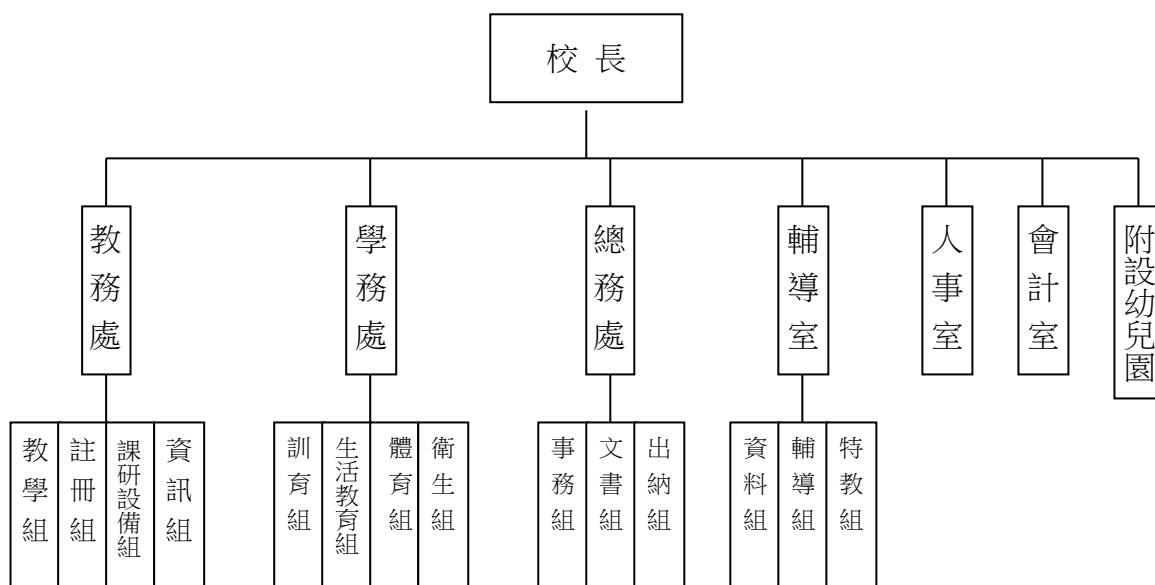 校長
教務處
學務處
總務處
輔導室
人事室
會計室
附設幼兒園
教學組
註冊組
課研設備組
資訊組
訓育組
生活教育組
體育組
衛生組
事務組
文書組
出納組
資料組
輔導組
特教組